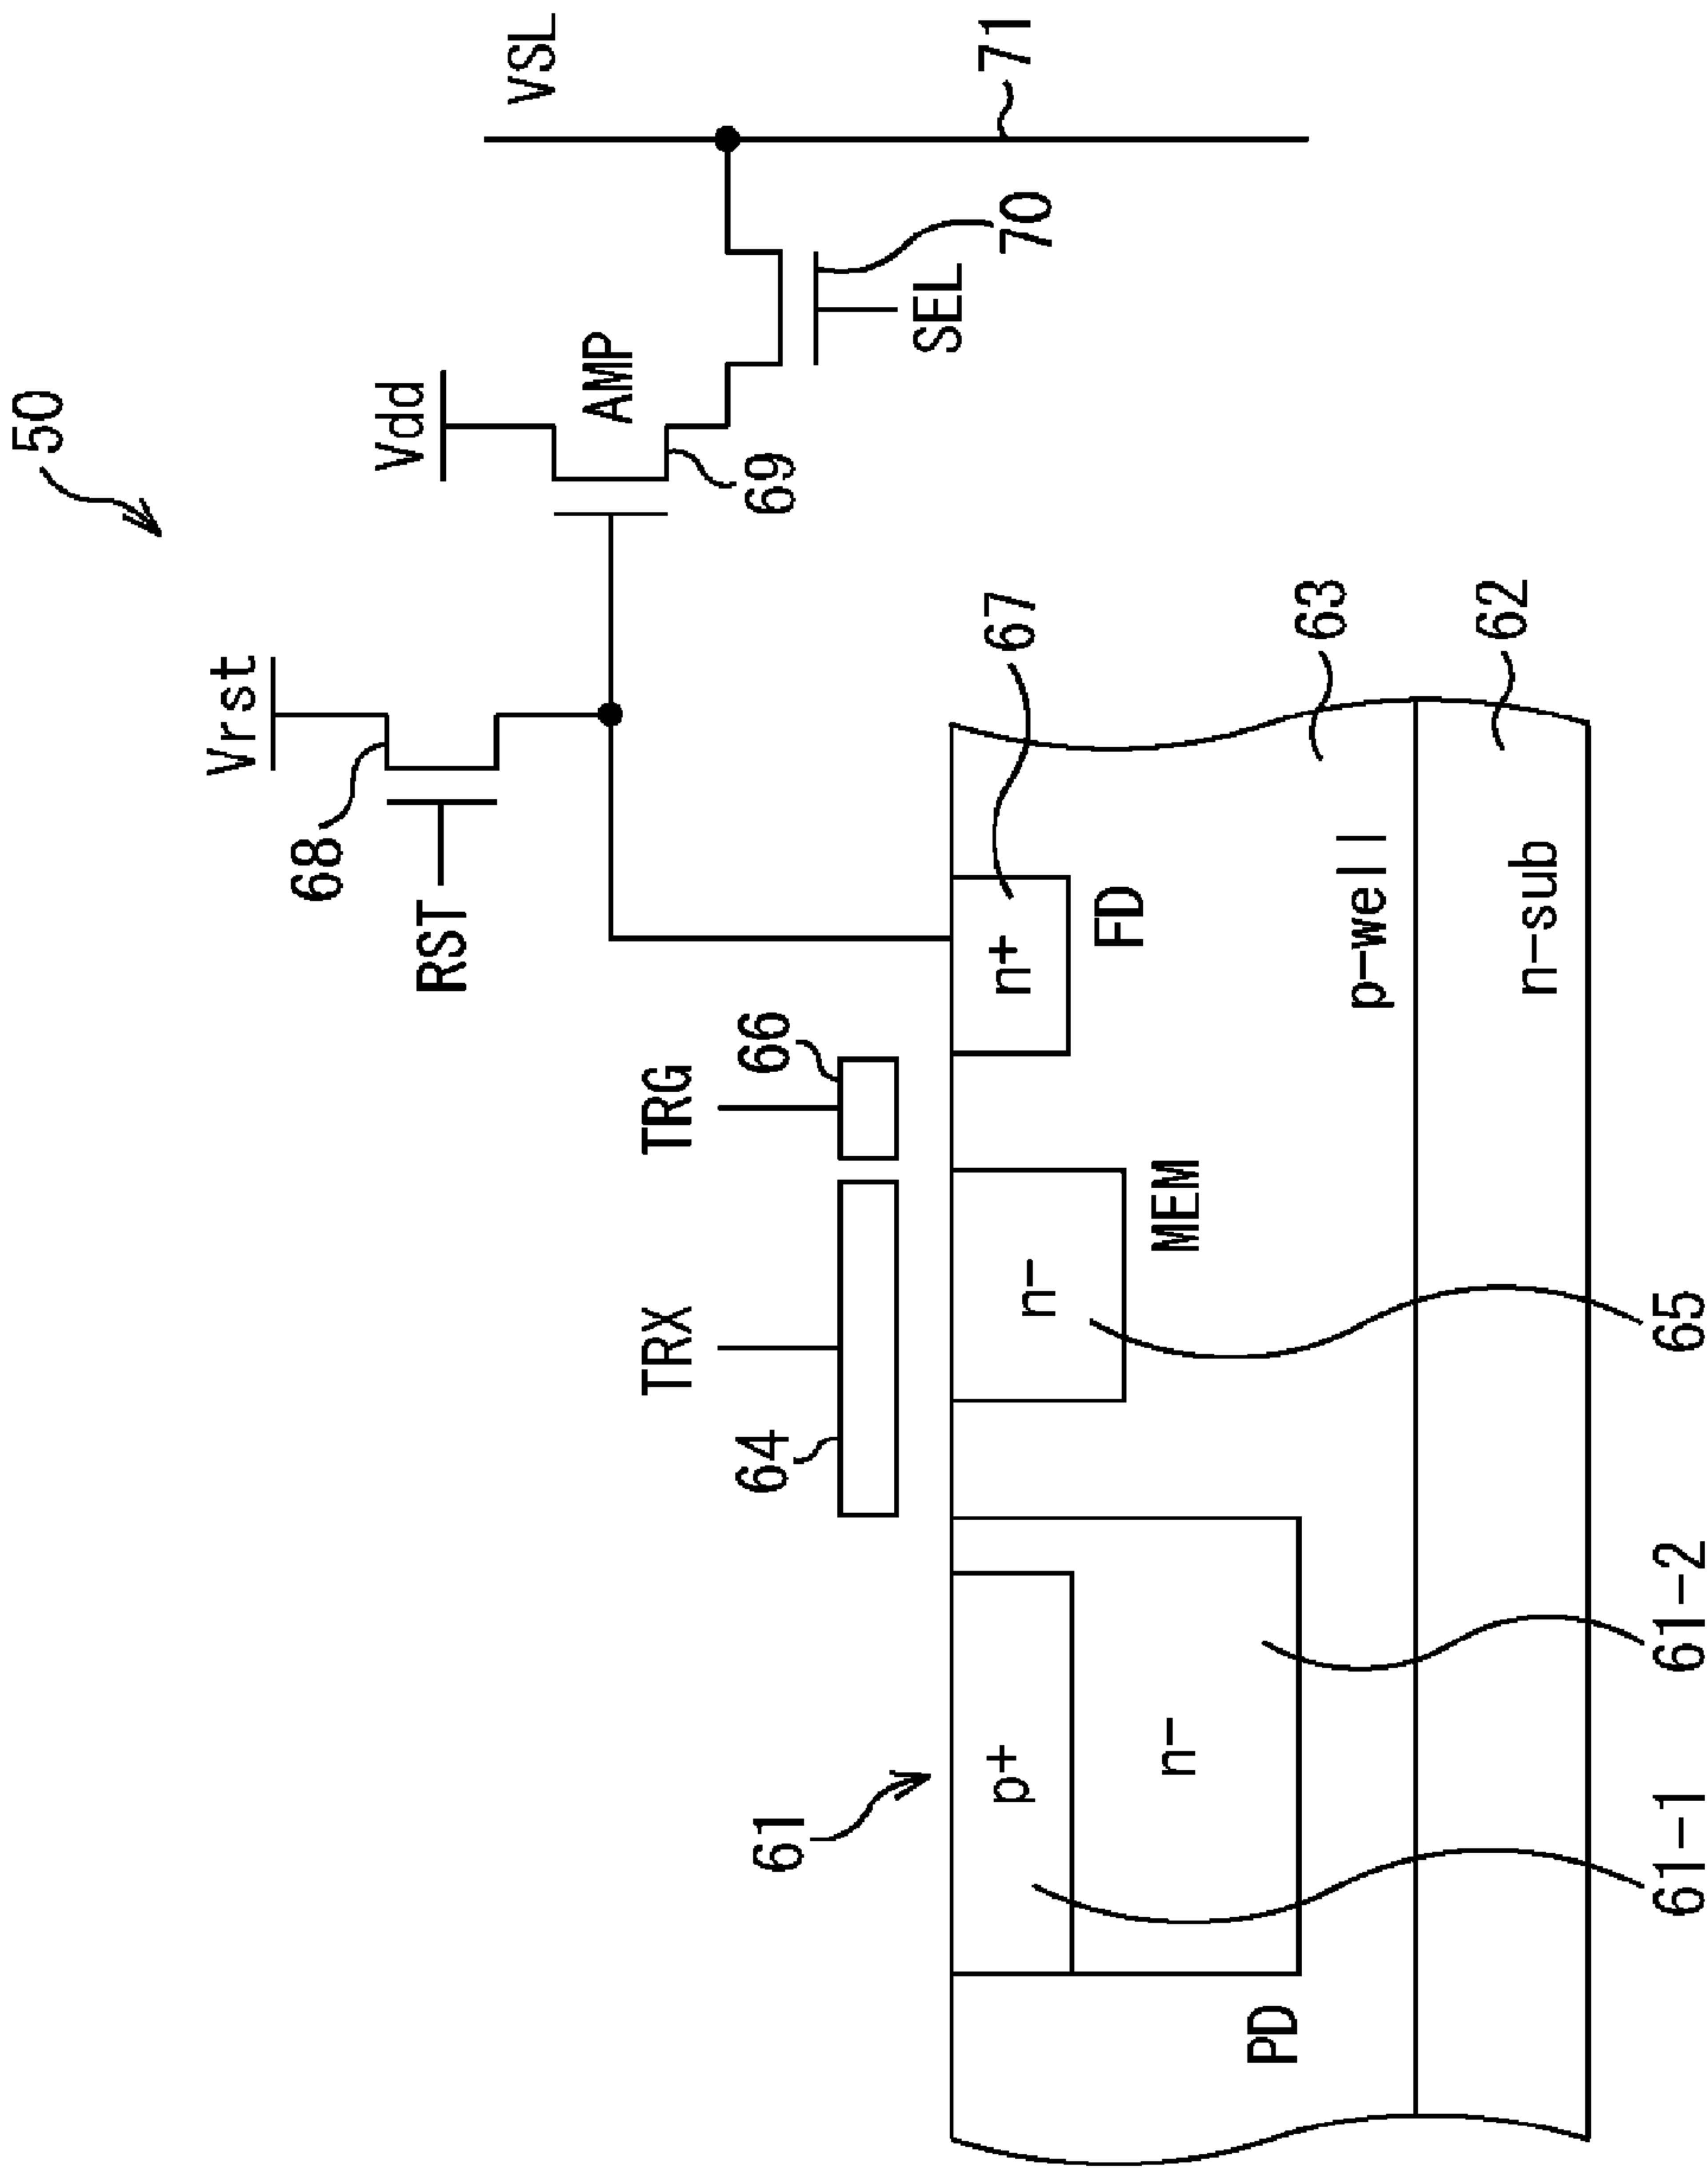 50
Vrst
Vdd
VSL
68
RST
AMP
69
SEL
70
71
TRX
TRG
64
66
61
67
p+
n-
n-
n+
PD
MEM
FD
63
p-well
62
n-sub
61-1
61-2
65